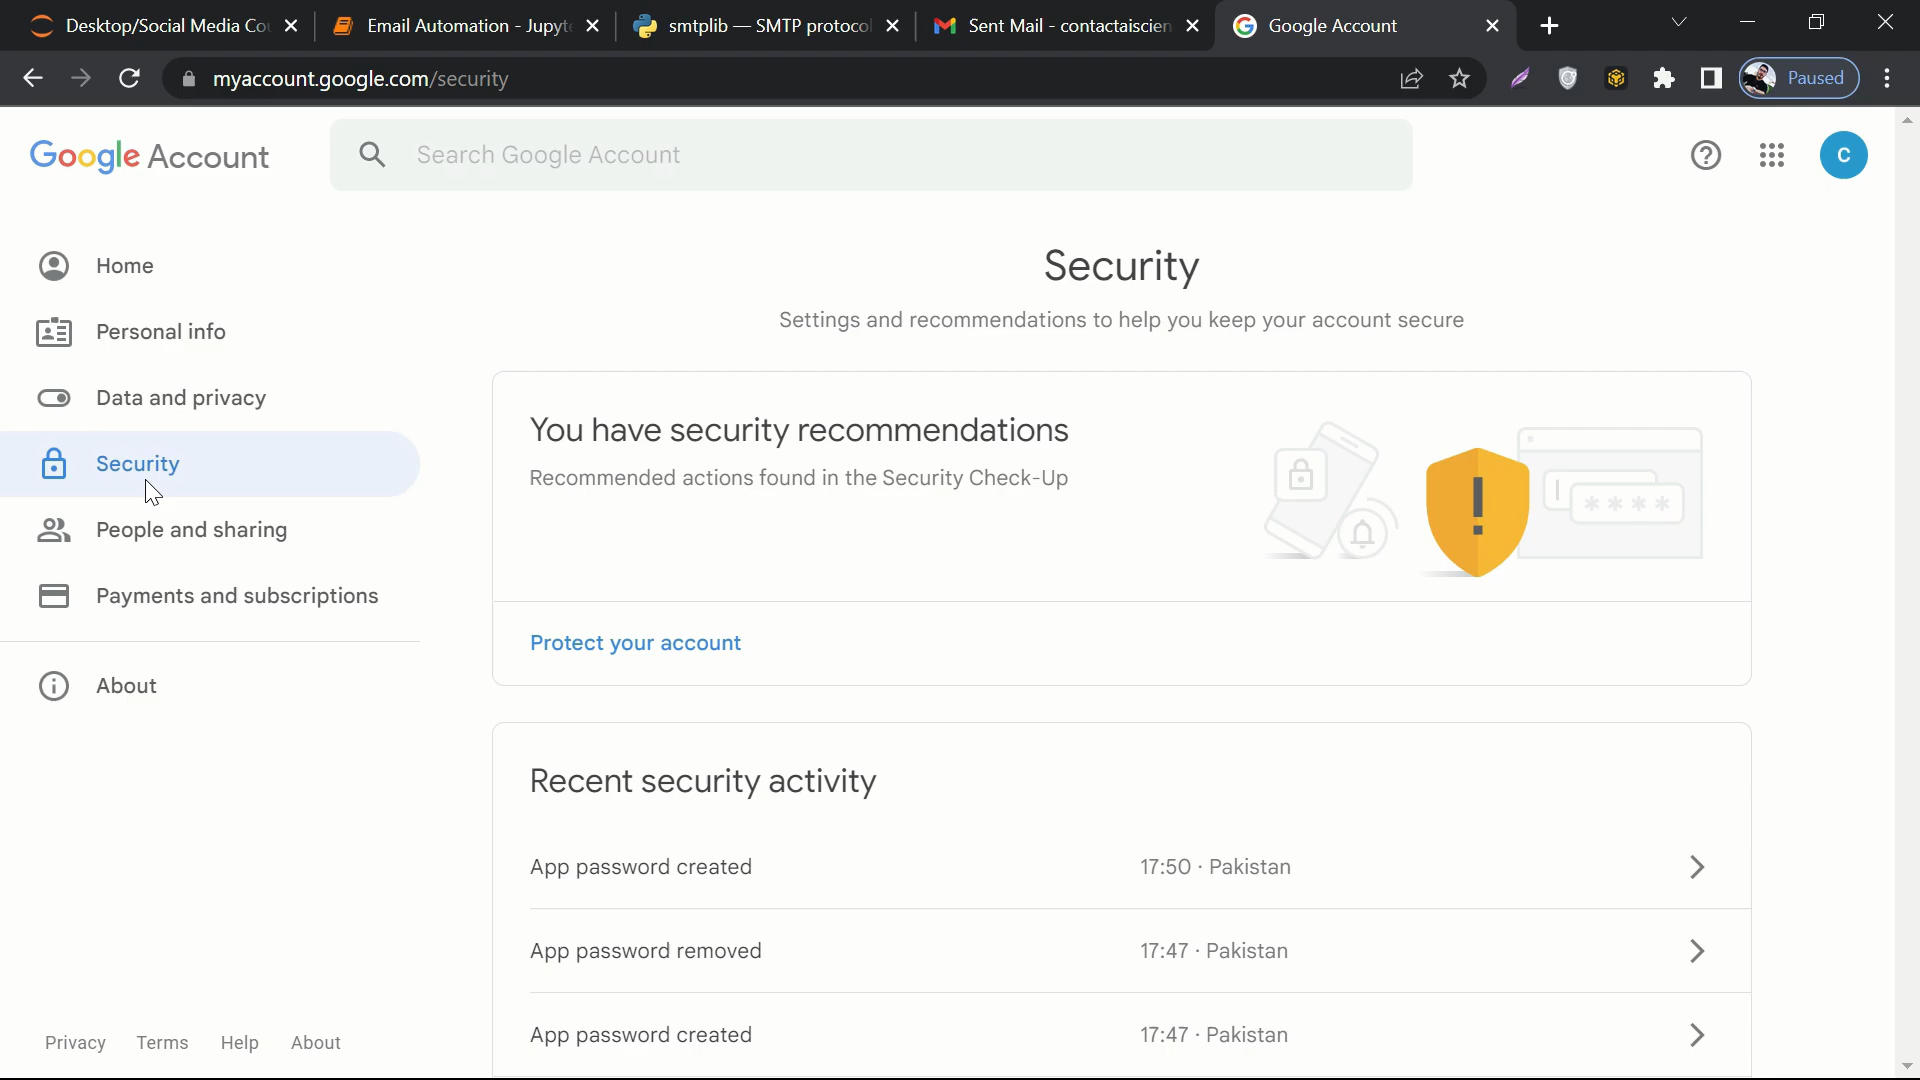 Desktop/Social Media Co
Email Automation - Jupyte
smtplib — SMTP protocol
Sent Mail - contactaiscien
Google Account
myaccount.google.com/security
Paused
Google Account
Search Google Account
C
Home
Personal info
Data and privacy
Security
People and sharing
Payments and subscriptions
About
Security
Settings and recommendations to help you keep your account secure
You have security recommendations
Recommended actions found in the Security Check-Up
* * * *
Protect your account
Recent security activity
App password created 17:50 · Pakistan
App password removed 17:47 · Pakistan
App password created 17:47 · Pakistan
Privacy Terms Help About